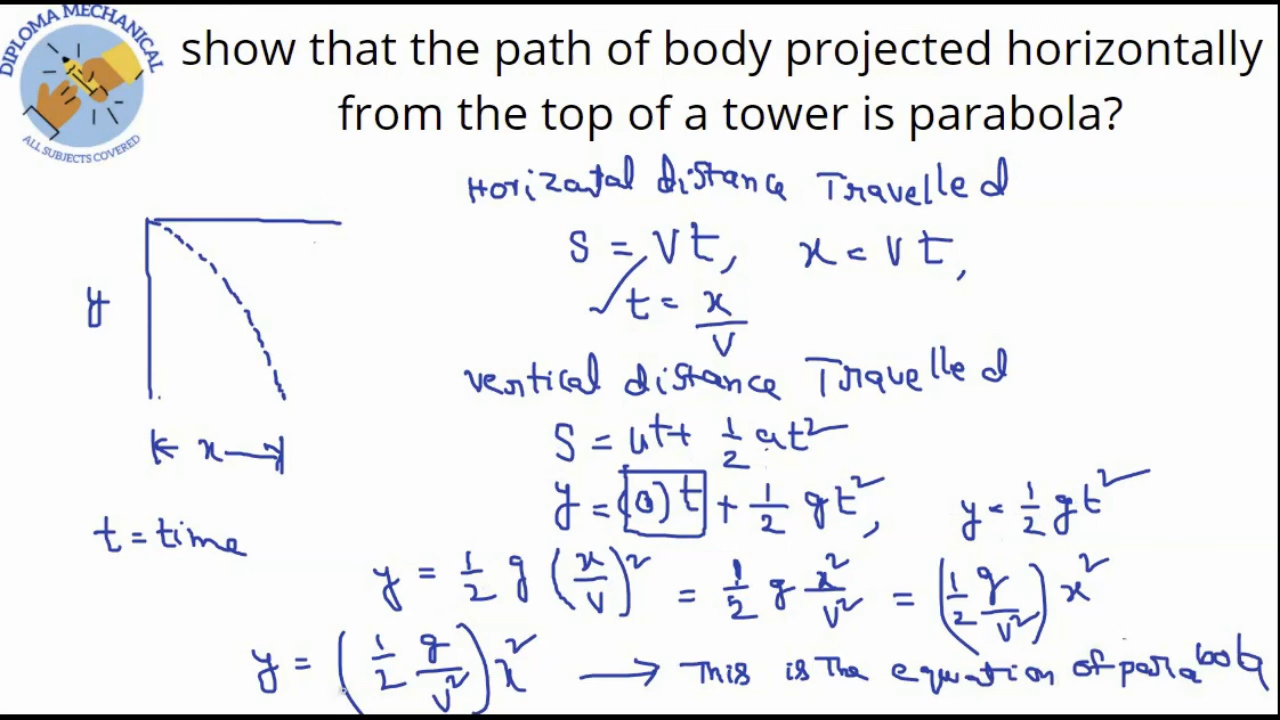 DIPLOMA MECHANICAL
ALL SUBJECTS COVERED
show that the path of body projected horizontally
from the top of a tower is parabola?
Horizontal distance Travelled
S = Vt, x = Vt,
t = x/V
vertical distance Travelled
S = ut + 1/2 at²
y = (0)t + 1/2 gt², y = 1/2 gt²
y
x
t = time
y = 1/2 g (x/V)² = 1/2 g x²/V² = (1/2 g/V²) x²
y = (1/2 g/V²) x² → This is The equation of parabola